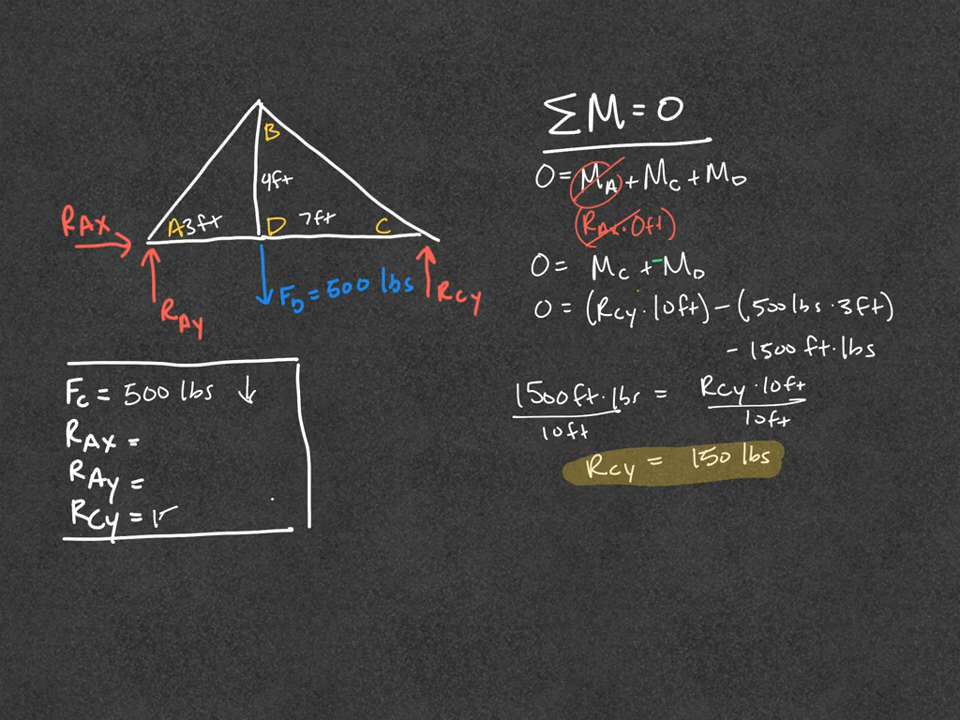 B
4ft
A 3ft D 7ft C
RAX
RAY
FD = 500 lbs
RCY
Fc = 500 lbs ↓
RAX =
RAY =
RCY = 15
ΣM = 0
0 = MA + MC + MD
(RAX · 0ft)
0 = MC + -MD
0 = (RCY · 10ft) - (500 lbs · 3ft)
- 1500 ft · lbs
1500 ft · lbs = RCY · 10ft
10ft 10ft
RCY = 150 lbs